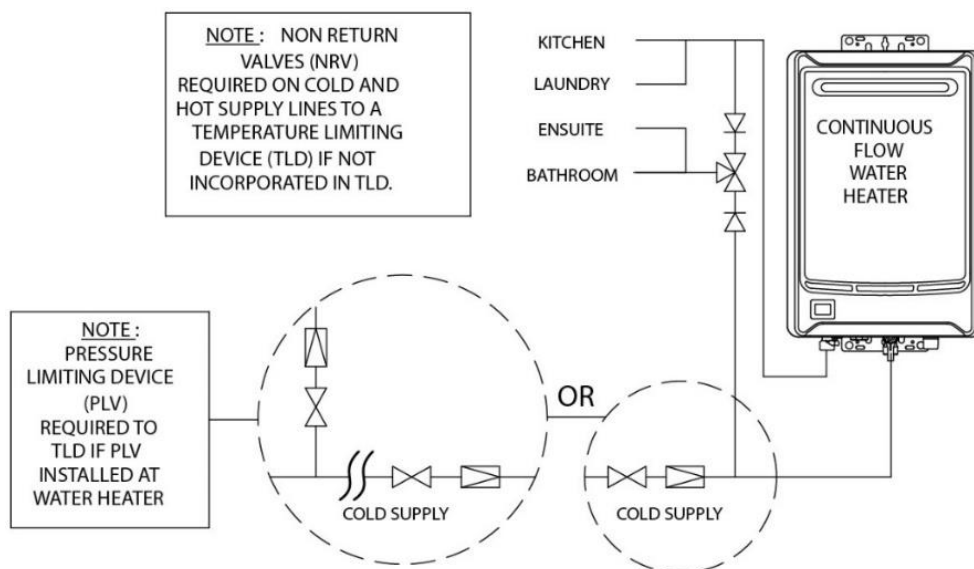 NOTE : NON RETURN
VALVES (NRV)
REQUIRED ON COLD AND
HOT SUPPLY LINES TO A
TEMPERATURE LIMITING
DEVICE (TLD) IF NOT
INCORPORATED IN TLD.
KITCHEN
LAUNDRY
ENSUITE
BATHROOM
CONTINUOUS
FLOW
WATER
HEATER
NOTE :
PRESSURE
LIMITING DEVICE
(PLV)
REQUIRED TO
TLD IF PLV
INSTALLED AT
WATER HEATER
OR
COLD SUPPLY
COLD SUPPLY